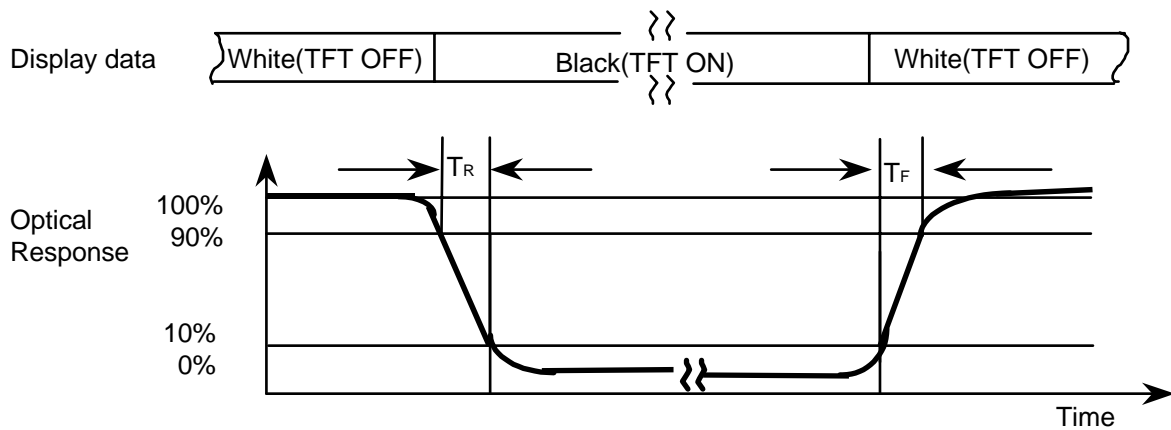 Display data White(TFT OFF) Black(TFT ON) White(TFT OFF)
TR TF
100%
Optical
Response
90%
10%
0%
Time